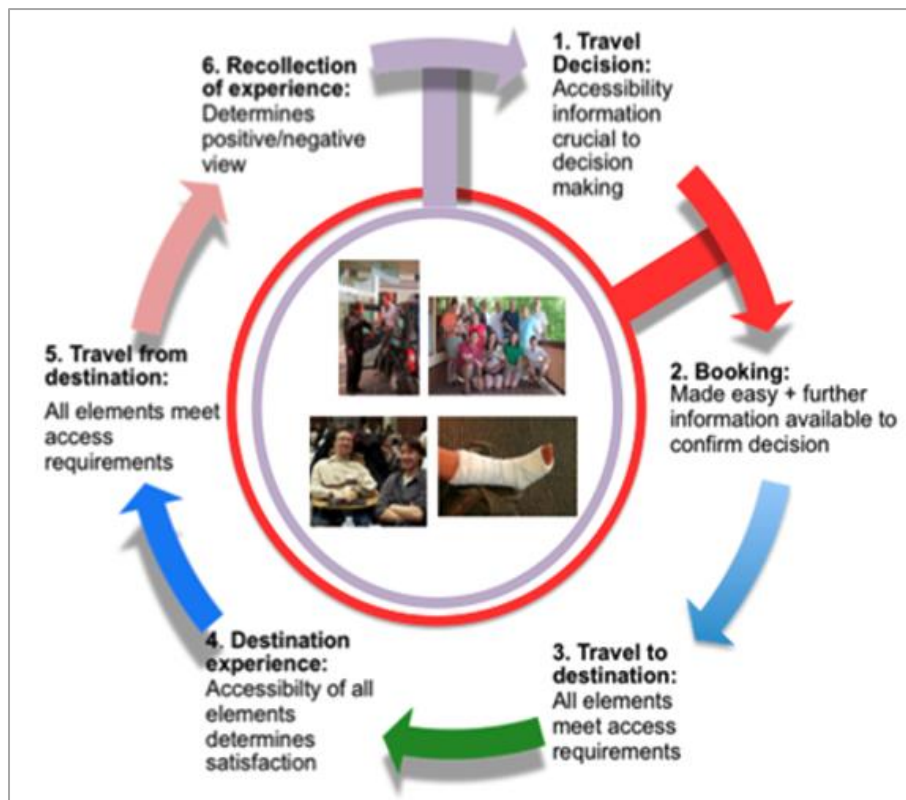 1. Travel
Decision:
Accessibility
information
crucial to
decision
making
2. Booking:
Made easy + further
information available to
confirm decision
3. Travel to
destination:
All elements
meet access
requirements
4. Destination
experience:
Accessibilty of all
elements
determines
satisfaction
5. Travel from
destination:
All elements meet
access
requirements
6. Recollection
of experience:
Determines
positive/negative
view